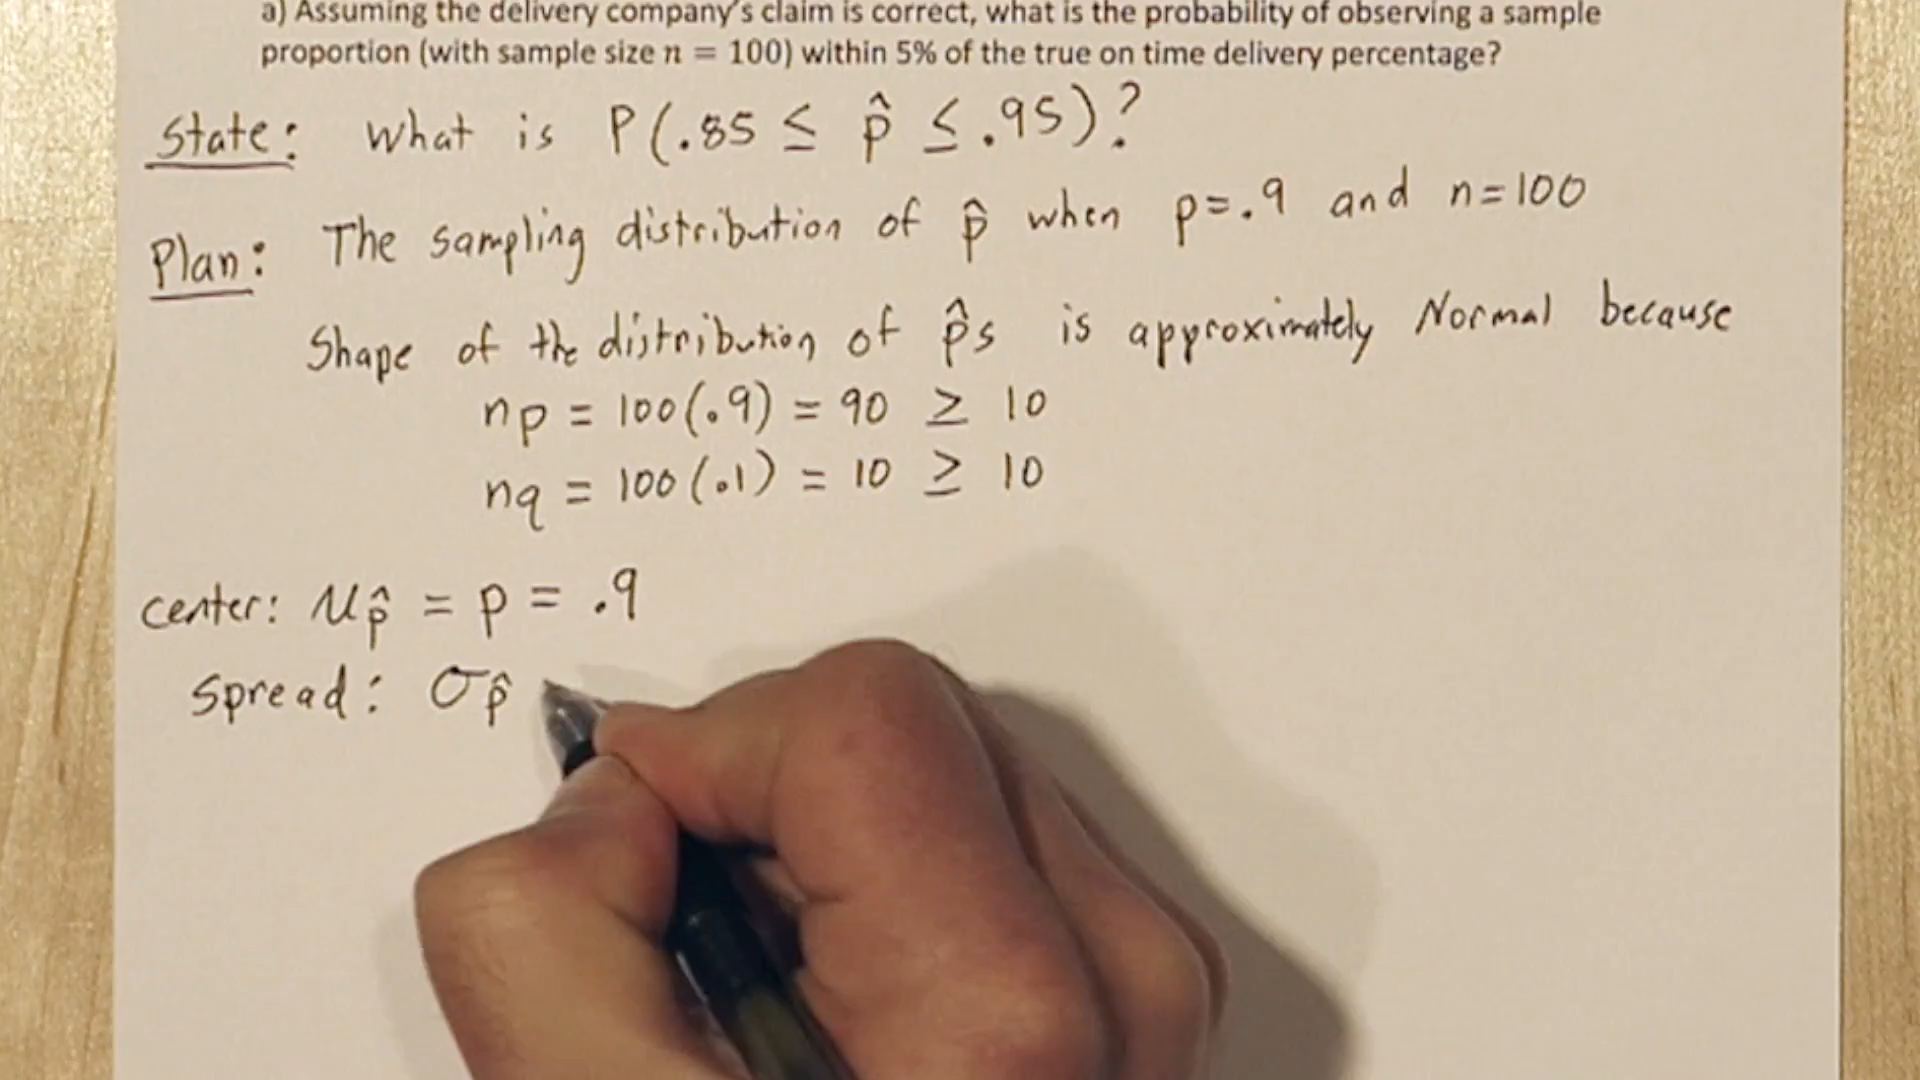 a) Assuming the delivery company's claim is correct, what is the probability of observing a sample
proportion (with sample size n = 100) within 5% of the true on time delivery percentage?
State: What is P(.85 ≤ p̂ ≤ .95)?
Plan: The sampling distribution of p̂ when p=.9 and n=100
Shape of the distribution of p̂s is approximately Normal because
np = 100(.9) = 90 ≥ 10
nq = 100(.1) = 10 ≥ 10
center: μp̂ = p = .9
spread: σp̂